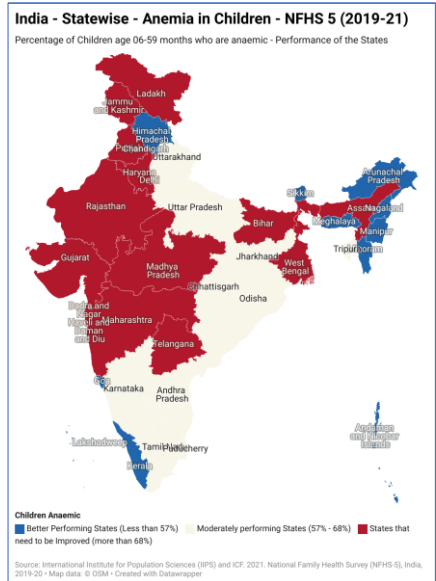 India - Statewise - Anemia in Children - NFHS 5 (2019-21)
Percentage of Children age 06-59 months who are anaemic - Performance of the States
Ladakh
Jammu
and Kashmir
Himachal
Pradesh
Chandigarh
Uttarakhand
Haryana
Delhi
Arunachal
Pradesh
Rajasthan
Uttar Pradesh
Sikkim
Nagaland
Bihar
Meghalaya
Manipur
Gujarat
Madhya
Pradesh
Jharkhand
West
Bengal
Chhattisgarh
Odisha
Dadra and
Nagar
Haveli and
Daman
and Diu
Maharashtra
Telangana
Goa
Karnataka
Andhra
Pradesh
Andaman
and Nicobar
Islands
Lakshadweep
Puducherry
Kerala
Children Anaemic
Better Performing States (Less than 57%) Moderately performing States (57% - 68%) States that
need to be Improved (more than 68%)
Source: International Institute for Population Sciences (IIPS) and ICF. 2021. National Family Health Survey (NFHS-5), India,
2019-20 • Map data: © OSM • Created with Datawrapper